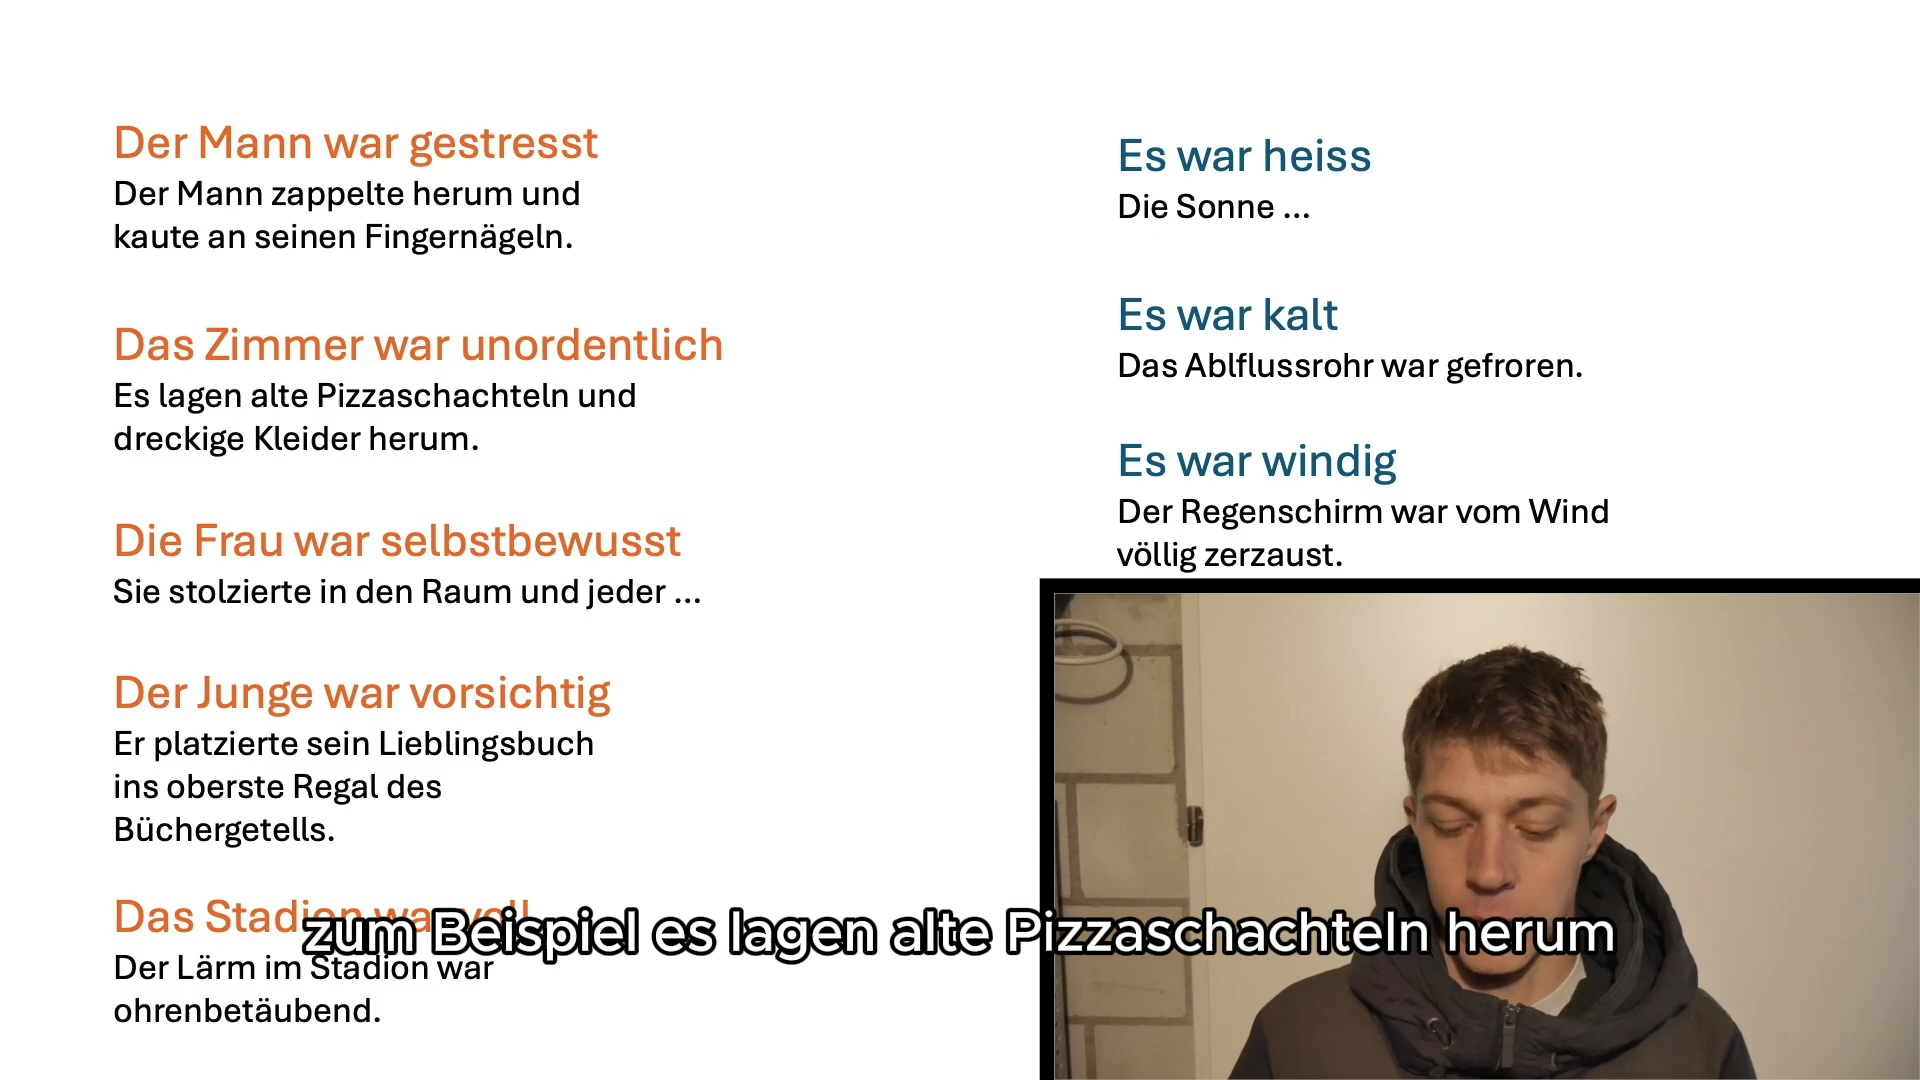 Der Mann war gestresst
Der Mann zappelte herum und
kaute an seinen Fingernägeln.
Das Zimmer war unordentlich
Es lagen alte Pizzaschachteln und
dreckige Kleider herum.
Die Frau war selbstbewusst
Sie stolzierte in den Raum und jeder ...
Der Junge war vorsichtig
Er platzierte sein Lieblingsbuch
ins oberste Regal des
Büchergetells.
Das Stadion war voll
Der Lärm im Stadion war
ohrenbetäubend.
Es war heiss
Die Sonne ...
Es war kalt
Das Ablflussrohr war gefroren.
Es war windig
Der Regenschirm war vom Wind
völlig zerzaust.
zum Beispiel es lagen alte Pizzaschachteln herum